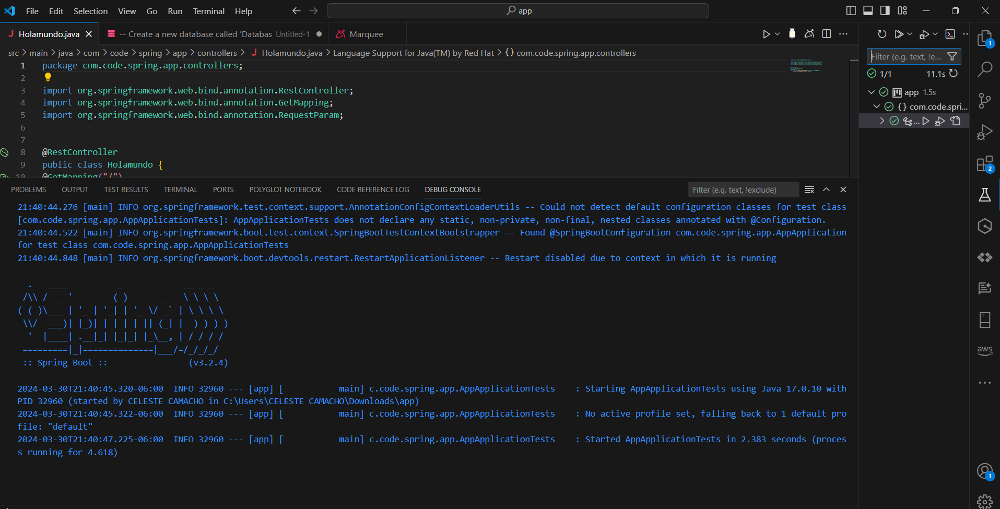 File Edit Selection View Go Run Terminal Help
app
Holamundo.java
-- Create a new database called 'Databas Untitled-1
Marquee
src > main > java > com > code > spring > app > controllers > J Holamundo.java > Language Support for Java(TM) by Red Hat > {} com.code.spring.app.controllers
1 package com.code.spring.app.controllers;
2
3 import org.springframework.web.bind.annotation.RestController;
4 import org.springframework.web.bind.annotation.GetMapping;
5 import org.springframework.web.bind.annotation.RequestParam;
6
7
8 @RestController
9 public class Holamundo {
10 @GetMapping("/")
Filter (e.g. text, !e...
1/1 11.1s
app 1.5s
{} com.code.spri...
...
1
2
aws
1
PROBLEMS OUTPUT TEST RESULTS TERMINAL PORTS POLYGLOT NOTEBOOK CODE REFERENCE LOG DEBUG CONSOLE
Filter (e.g. text, !exclude)
21:40:44.276 [main] INFO org.springframework.test.context.support.AnnotationConfigContextLoaderUtils -- Could not detect default configuration classes for test class
[com.code.spring.app.AppApplicationTests]: AppApplicationTests does not declare any static, non-private, non-final, nested classes annotated with @Configuration.
21:40:44.522 [main] INFO org.springframework.boot.test.context.SpringBootTestContextBootstrapper -- Found @SpringBootConfiguration com.code.spring.app.AppApplication
for test class com.code.spring.app.AppApplicationTests
21:40:44.848 [main] INFO org.springframework.boot.devtools.restart.RestartApplicationListener -- Restart disabled due to context in which it is running
  .   ____          _            __ _ _
 /\\ / ___'_ __ _ _(_)_ __  __ _ \ \ \ \
( ( )\___ | '_ | '_| | '_ \/ _` | \ \ \ \
 \\/  ___)| |_)| | | | | || (_| |  ) ) ) )
  '  |____| .__|_| |_|_| |_\__, | / / / /
 =========|_|==============|___/=/_/_/_/
 :: Spring Boot ::                (v3.2.4)
2024-03-30T21:40:45.320-06:00  INFO 32960 --- [app] [           main] c.code.spring.app.AppApplicationTests    : Starting AppApplicationTests using Java 17.0.10 with
PID 32960 (started by CELESTE CAMACHO in C:\Users\CELESTE CAMACHO\Downloads\app)
2024-03-30T21:40:45.322-06:00  INFO 32960 --- [app] [           main] c.code.spring.app.AppApplicationTests    : No active profile set, falling back to 1 default pro
file: "default"
2024-03-30T21:40:47.225-06:00  INFO 32960 --- [app] [           main] c.code.spring.app.AppApplicationTests    : Started AppApplicationTests in 2.383 seconds (proces
s running for 4.618)